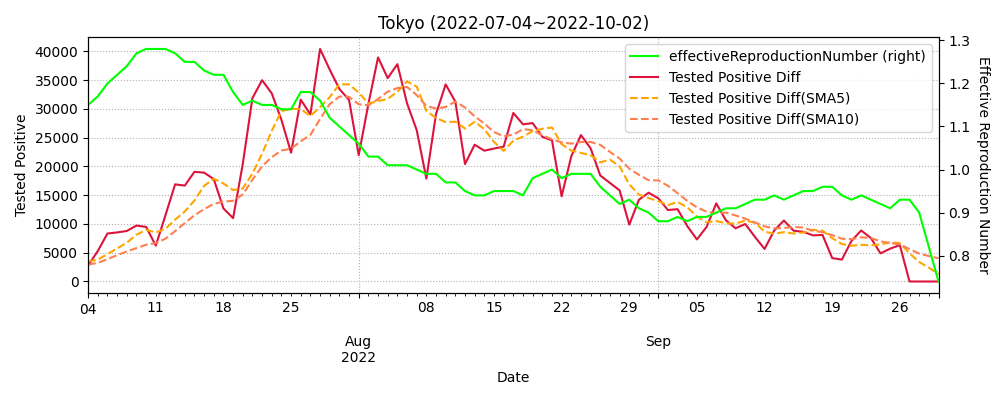 Tokyo (2022-07-04~2022-10-02)
effectiveReproductionNumber (right)
Tested Positive Diff
Tested Positive Diff(SMA5)
Tested Positive Diff(SMA10)
Tested Positive
40000
35000
30000
25000
20000
15000
10000
5000
0
Effective Reproduction Number
1.3
1.2
1.1
1.0
0.9
0.8
04 11 18 25 08 15 22 29 05 12 19 26
Aug Sep
2022
Date